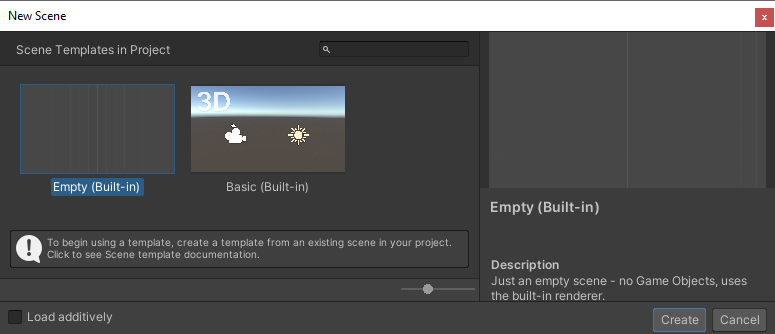 New Scene
x
Scene Templates in Project
3D
Empty (Built-in)
Basic (Built-in)
To begin using a template, create a template from an existing scene in your project.
Click to see Scene template documentation.
Empty (Built-in)
Description
Just an empty scene - no Game Objects, uses
the built-in renderer.
Load additively
Create
Cancel